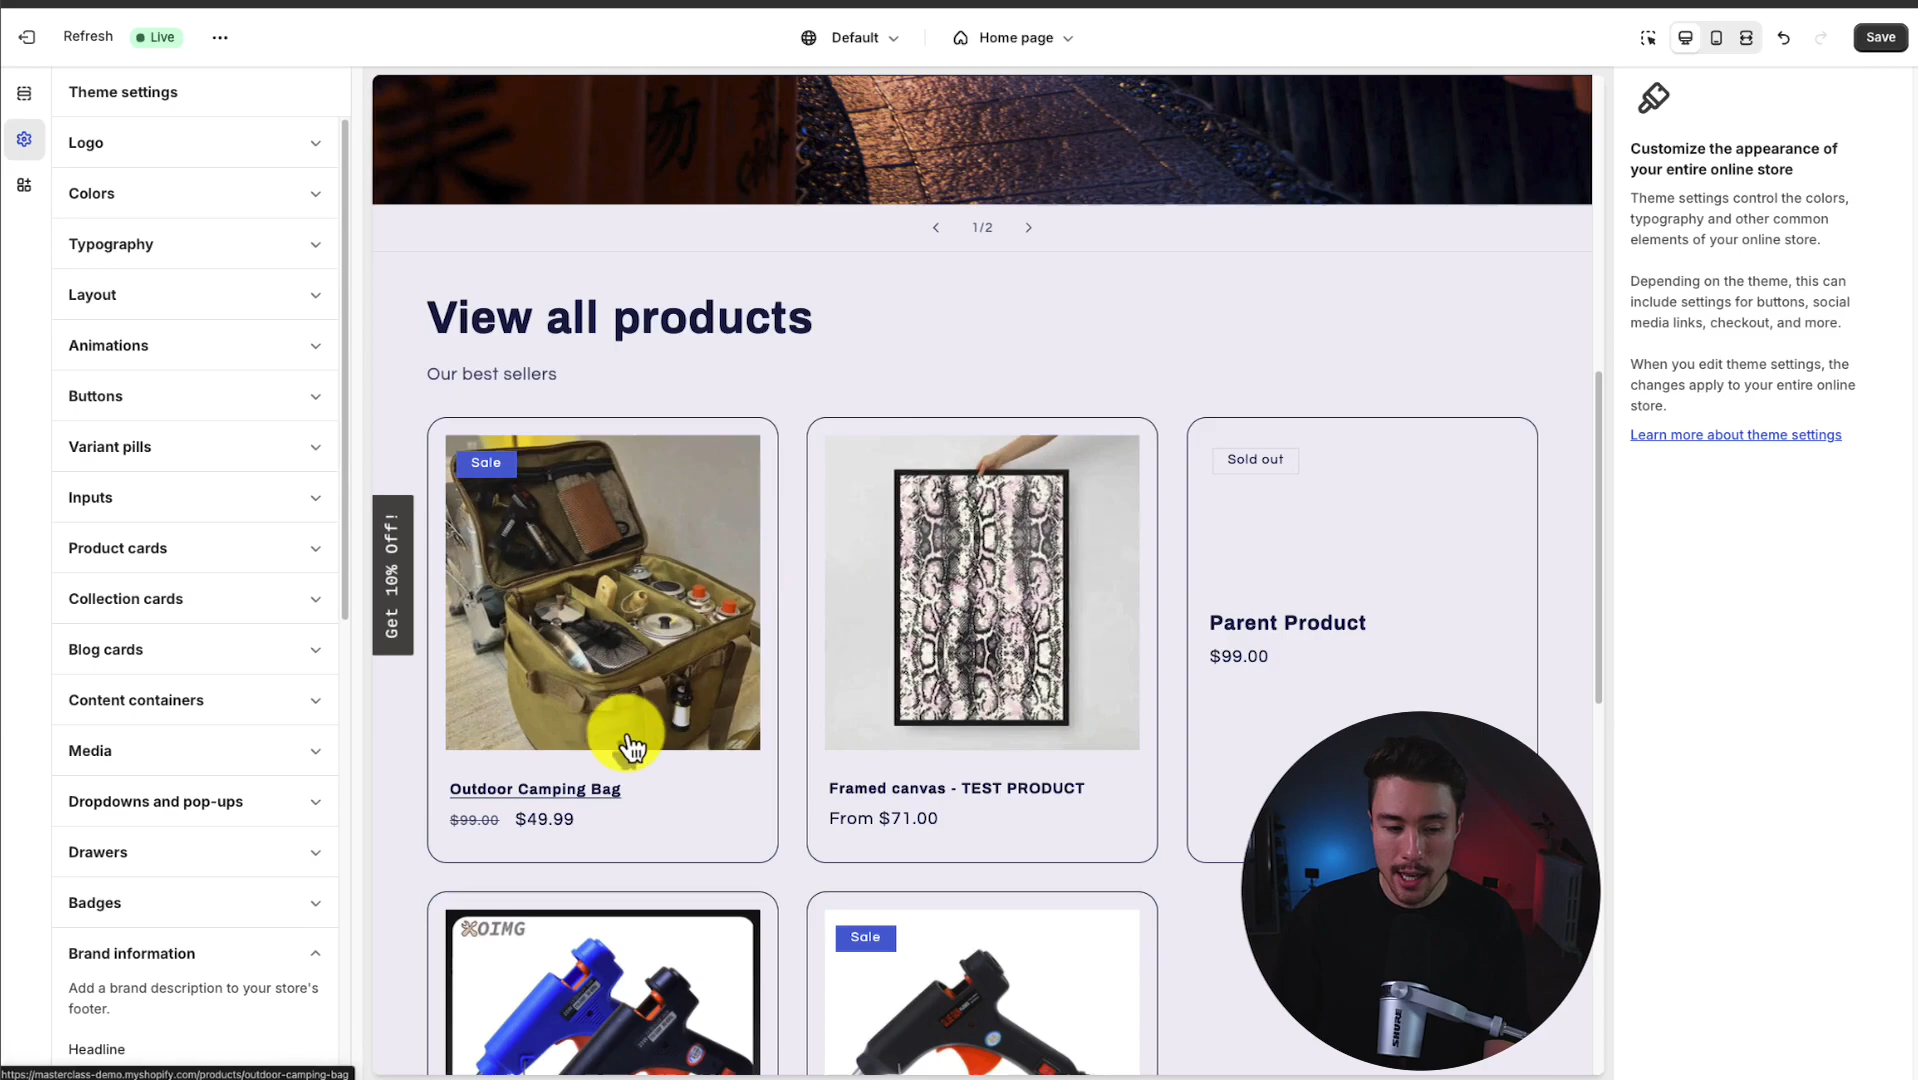 Refresh
Live
Default
Home page
Save
Theme settings
Logo
Colors
Typography
Layout
Animations
Buttons
Variant pills
Inputs
Product cards
Collection cards
Blog cards
Content containers
Media
Dropdowns and pop-ups
Drawers
Badges
Brand information
Add a brand description to your store's
footer.
Headline
https://masterclass-demo.myshopify.com/products/outdoor-camping-bag
物
1/2
View all products
Our best sellers
Get 10% Off!
Sale
Outdoor Camping Bag
$99.00 $49.99
Framed canvas - TEST PRODUCT
From $71.00
Sold out
Parent Product
$99.00
XOIMG
Sale
SHURE
Customize the appearance of
your entire online store
Theme settings control the colors,
typography and other common
elements of your online store.
Depending on the theme, this can
include settings for buttons, social
media links, checkout, and more.
When you edit theme settings, the
changes apply to your entire online
store.
Learn more about theme settings